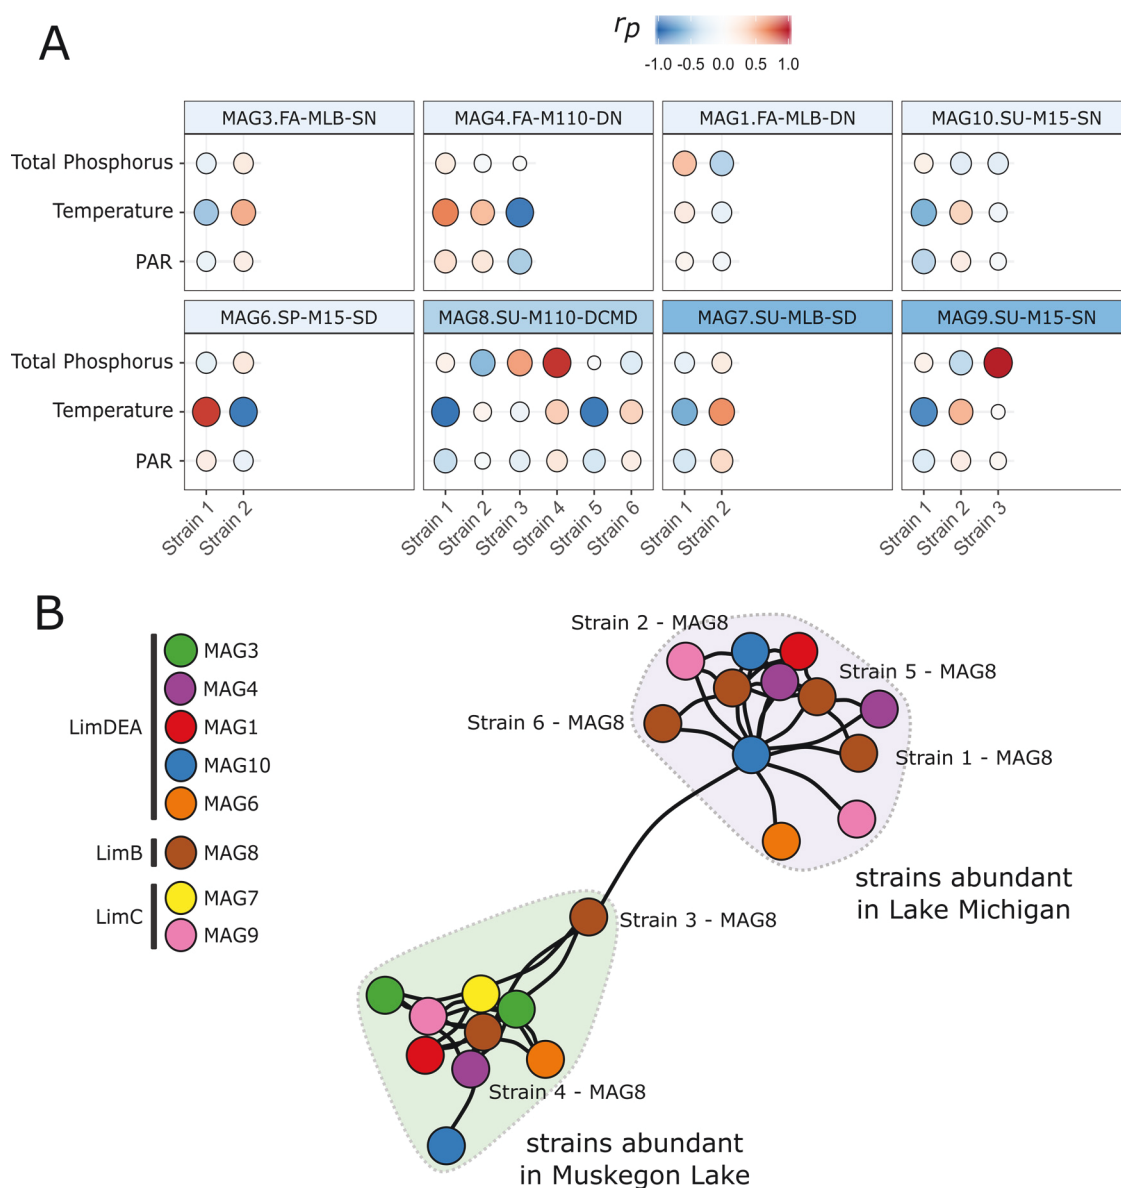 A
rp
-1.0 -0.5 0.0 0.5 1.0
MAG3.FA-MLB-SN
MAG4.FA-M110-DN
MAG1.FA-MLB-DN
MAG10.SU-M15-SN
Total Phosphorus
Temperature
PAR
MAG6.SP-M15-SD
MAG8.SU-M110-DCMD
MAG7.SU-MLB-SD
MAG9.SU-M15-SN
Total Phosphorus
Temperature
PAR
Strain 1
Strain 2
Strain 1
Strain 2
Strain 3
Strain 4
Strain 5
Strain 6
Strain 1
Strain 2
Strain 1
Strain 2
Strain 3
B
LimDEA
MAG3
MAG4
MAG1
MAG10
MAG6
LimB
MAG8
LimC
MAG7
MAG9
Strain 2 - MAG8
Strain 5 - MAG8
Strain 6 - MAG8
Strain 1 - MAG8
strains abundant
in Lake Michigan
Strain 3 - MAG8
Strain 4 - MAG8
strains abundant
in Muskegon Lake